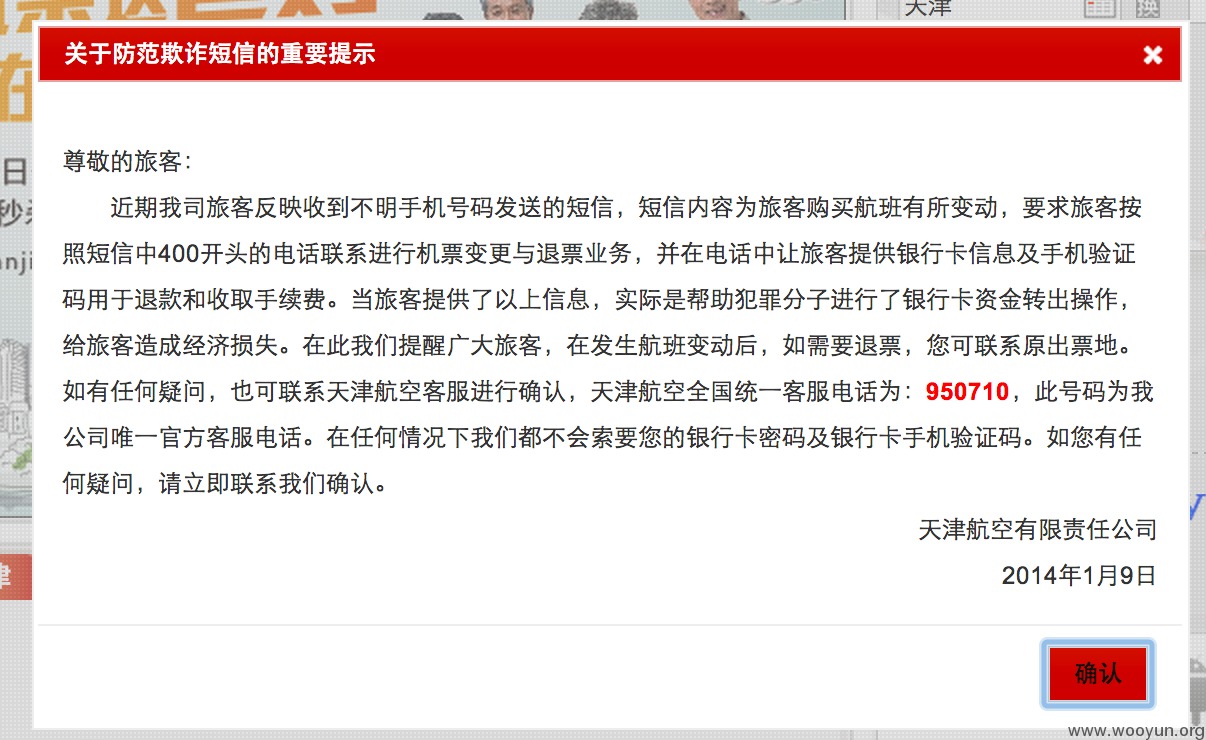 天津
换
关于防范欺诈短信的重要提示
尊敬的旅客：
近期我司旅客反映收到不明手机号码发送的短信，短信内容为旅客购买航班有所变动，要求旅客按
照短信中400开头的电话联系进行机票变更与退票业务，并在电话中让旅客提供银行卡信息及手机验证
码用于退款和收取手续费。当旅客提供了以上信息，实际是帮助犯罪分子进行了银行卡资金转出操作，
给旅客造成经济损失。在此我们提醒广大旅客，在发生航班变动后，如需要退票，您可联系原出票地。
如有任何疑问，也可联系天津航空客服进行确认，天津航空全国统一客服电话为：950710，此号码为我
公司唯一官方客服电话。在任何情况下我们都不会索要您的银行卡密码及银行卡手机验证码。如您有任
何疑问，请立即联系我们确认。
天津航空有限责任公司
2014年1月9日
确认
在
日
秒
anji
津
www.wooyun.org